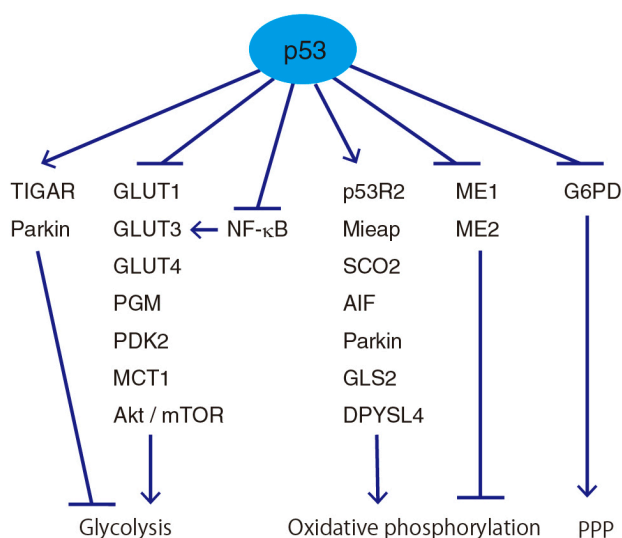 p53
TIGAR
Parkin
GLUT1
GLUT3
GLUT4
PGM
PDK2
MCT1
Akt / mTOR
NF-κB
p53R2
Mieap
SCO2
AIF
Parkin
GLS2
DPYSL4
ME1
ME2
G6PD
Glycolysis
Oxidative phosphorylation
PPP